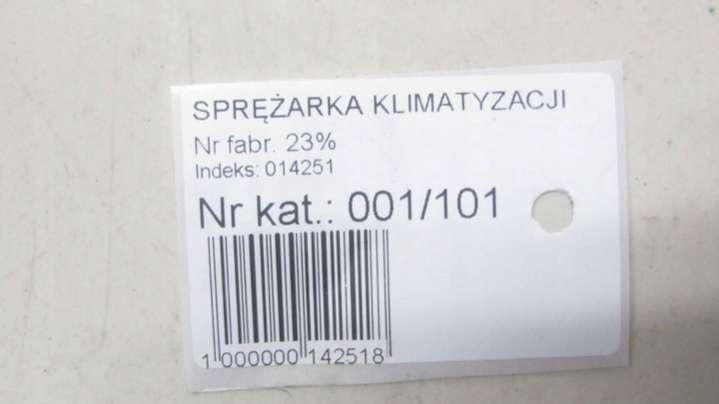 SPRĘŻARKA KLIMATYZACJI
Nr fabr. 23%
Indeks: 014251
Nr kat.: 001/101
1 000000 142518